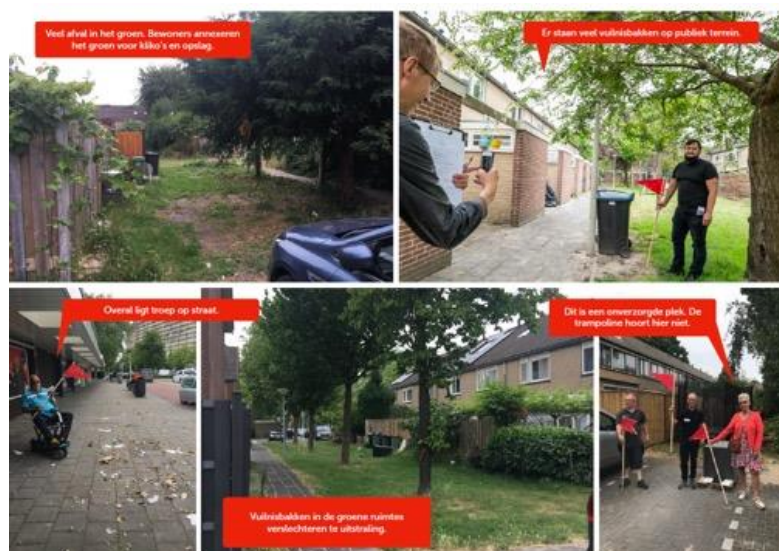 Veel afval in het groen. Bewoners annexeren
het groen voor kliko's en opslag.
Er staan veel vuilnisbakken op publiek terrein.
Overal ligt troep op straat.
Dit is een onverzorgde plek. De
trampoline hoort hier niet.
Vuilnisbakken in de groene ruimtes
verslechteren te uitstraling.